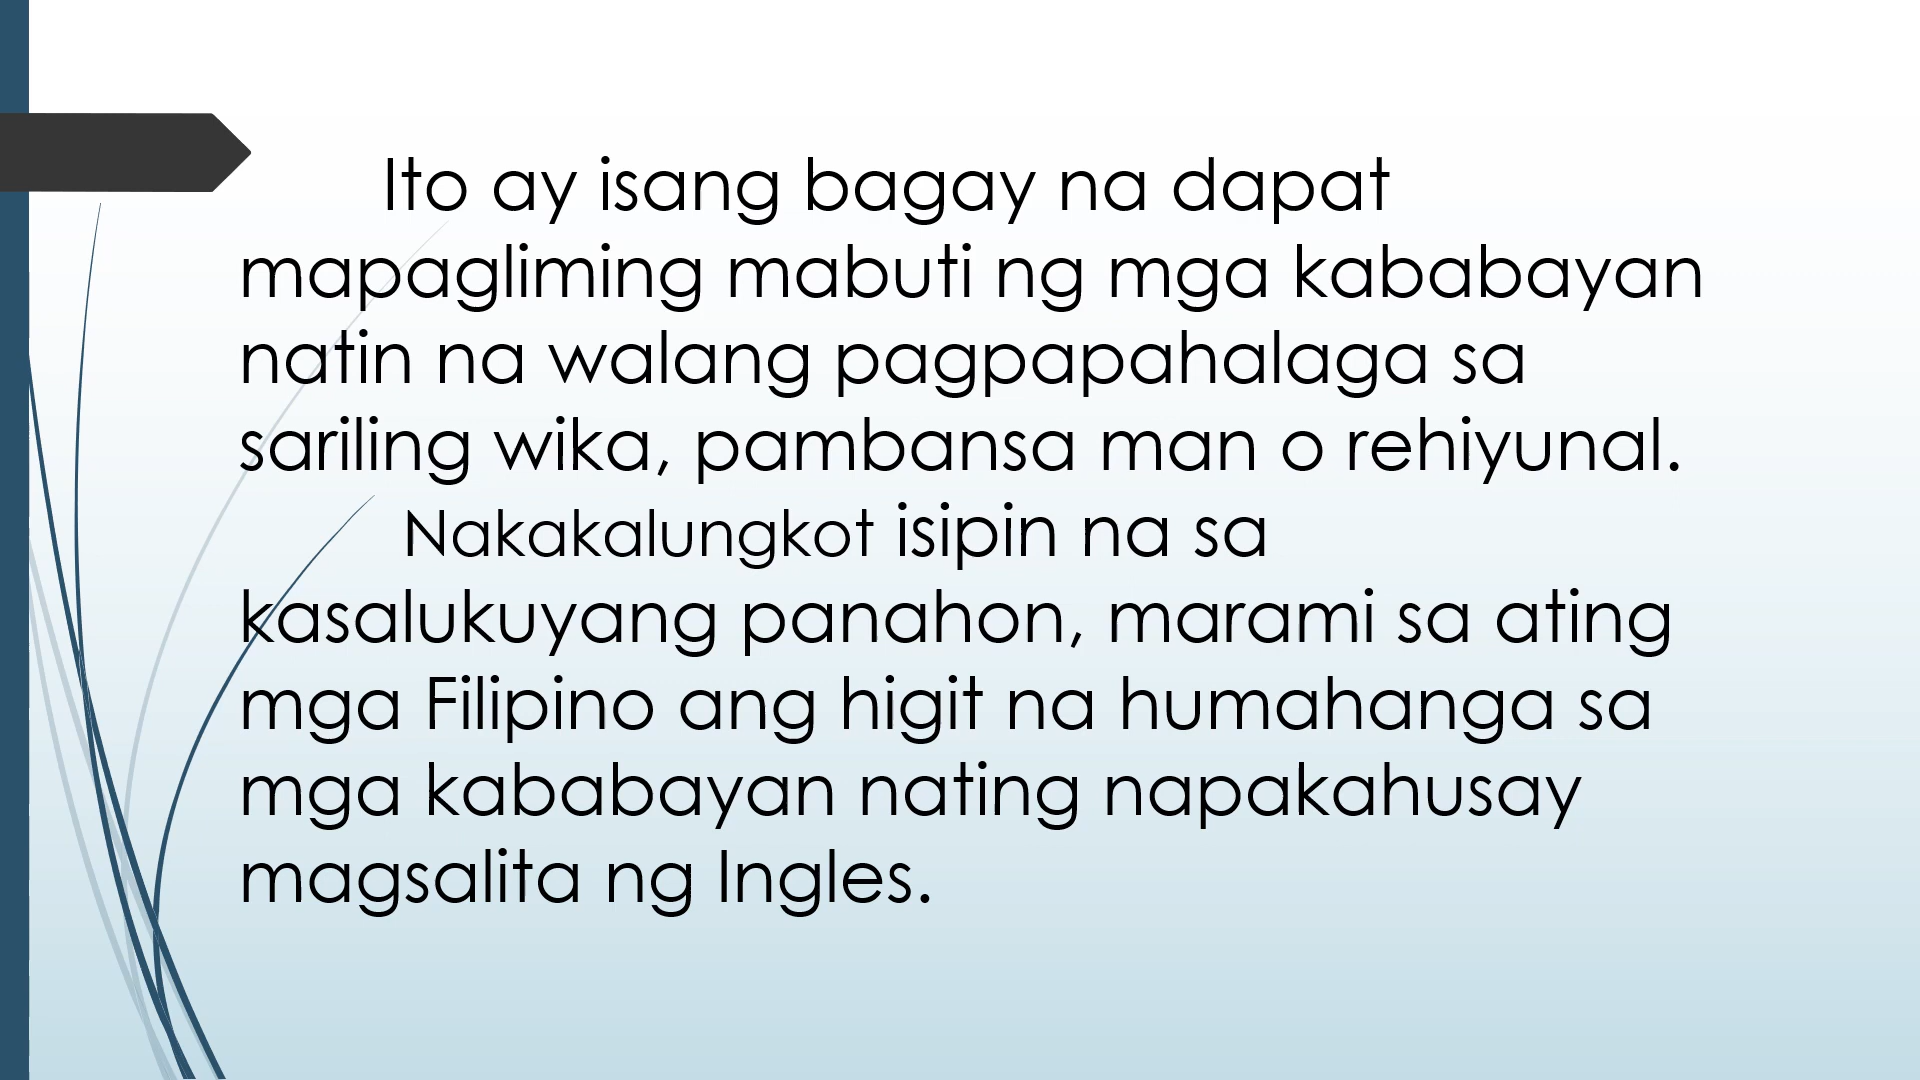 Ito ay isang bagay na dapat
mapagliming mabuti ng mga kababayan
natin na walang pagpapahalaga sa
sariling wika, pambansa man o rehiyunal.
Nakakalungkot isipin na sa
kasalukuyang panahon, marami sa ating
mga Filipino ang higit na humahanga sa
mga kababayan nating napakahusay
magsalita ng Ingles.